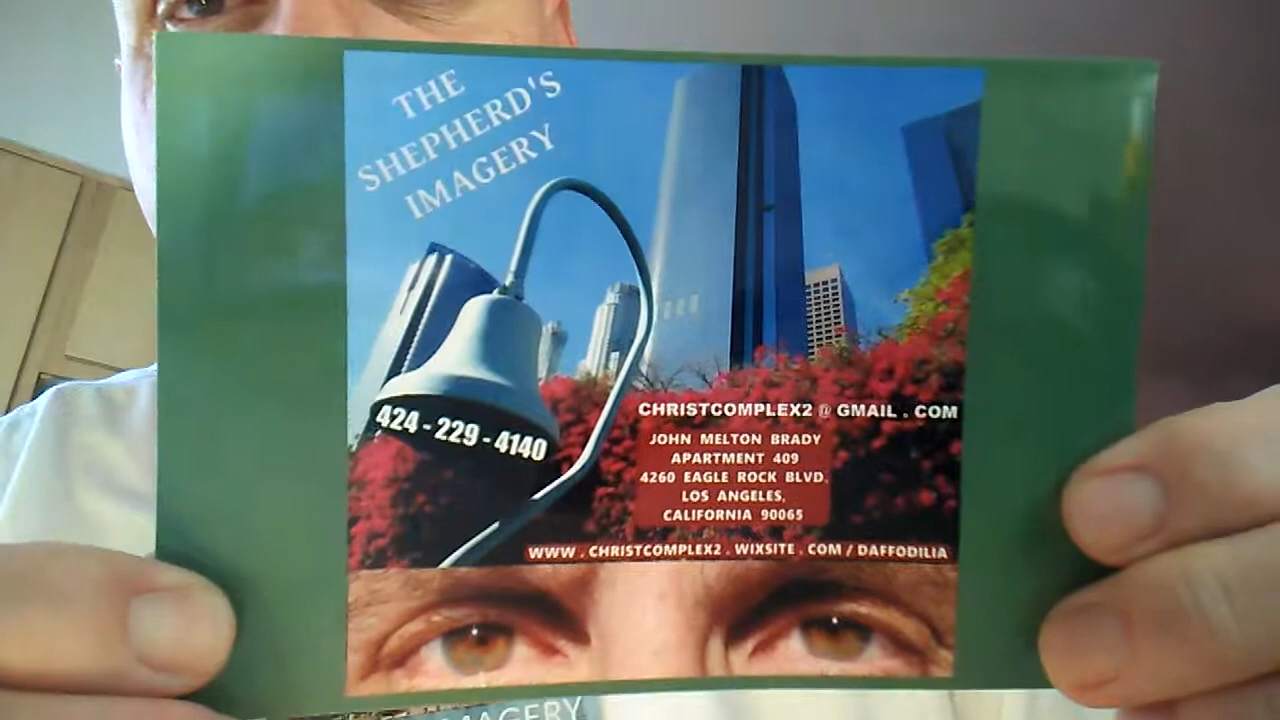 THE
SHEPHERD'S
IMAGERY
424 - 229 - 4140
CHRISTCOMPLEX2 @ GMAIL . COM
JOHN MELTON BRADY
APARTMENT 409
4260 EAGLE ROCK BLVD.
LOS ANGELES,
CALIFORNIA 90065
WWW . CHRISTCOMPLEX2 . WIXSITE . COM / DAFFODILIA
IMAGERY